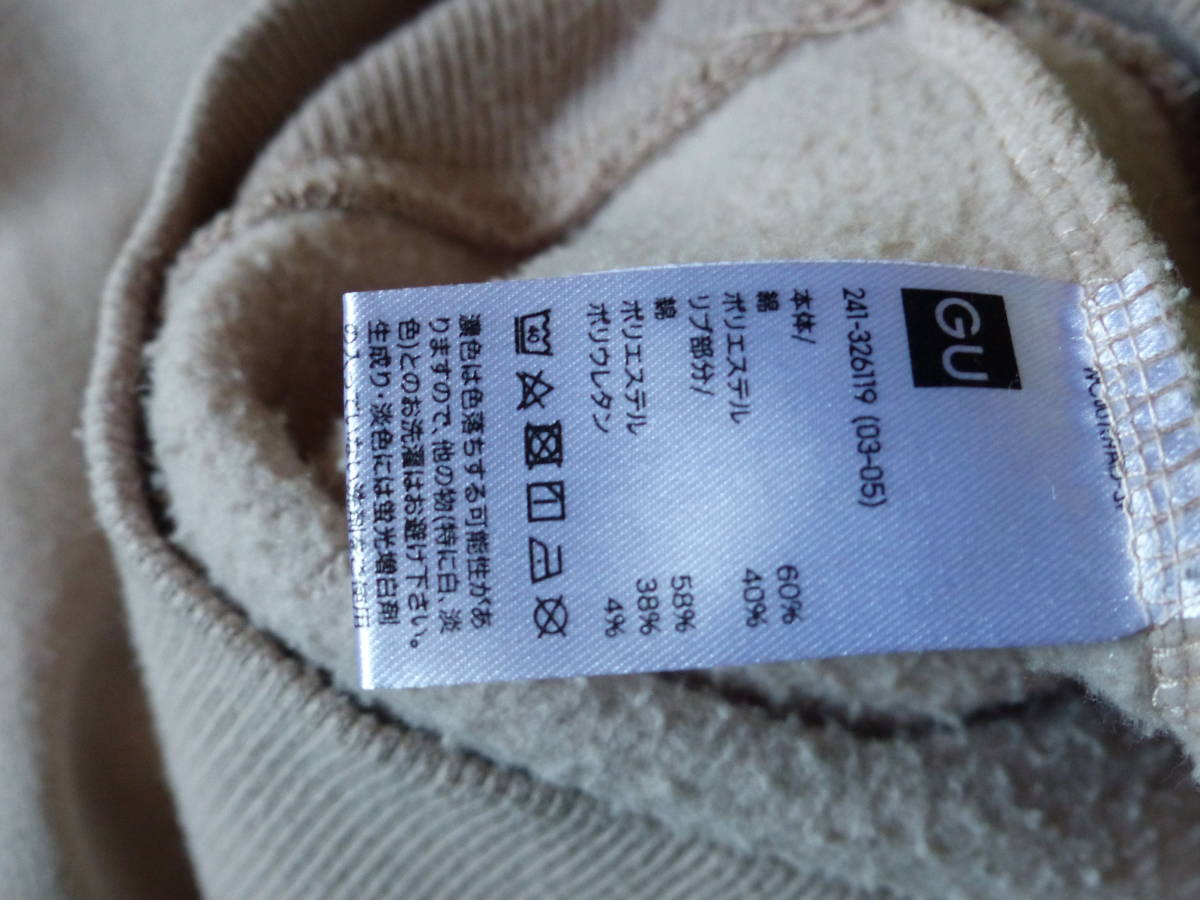 GU
241-326119 (03-05)
本体/
綿 60%
ポリエステル 40%
リブ部分/
綿 58%
ポリエステル 38%
ポリウレタン 4%
40
濃色は色落ちする可能性があ
りますので、他の物(特に白、淡
色)とのお洗濯はお避け下さい。
生成り・淡色には蛍光増白剤